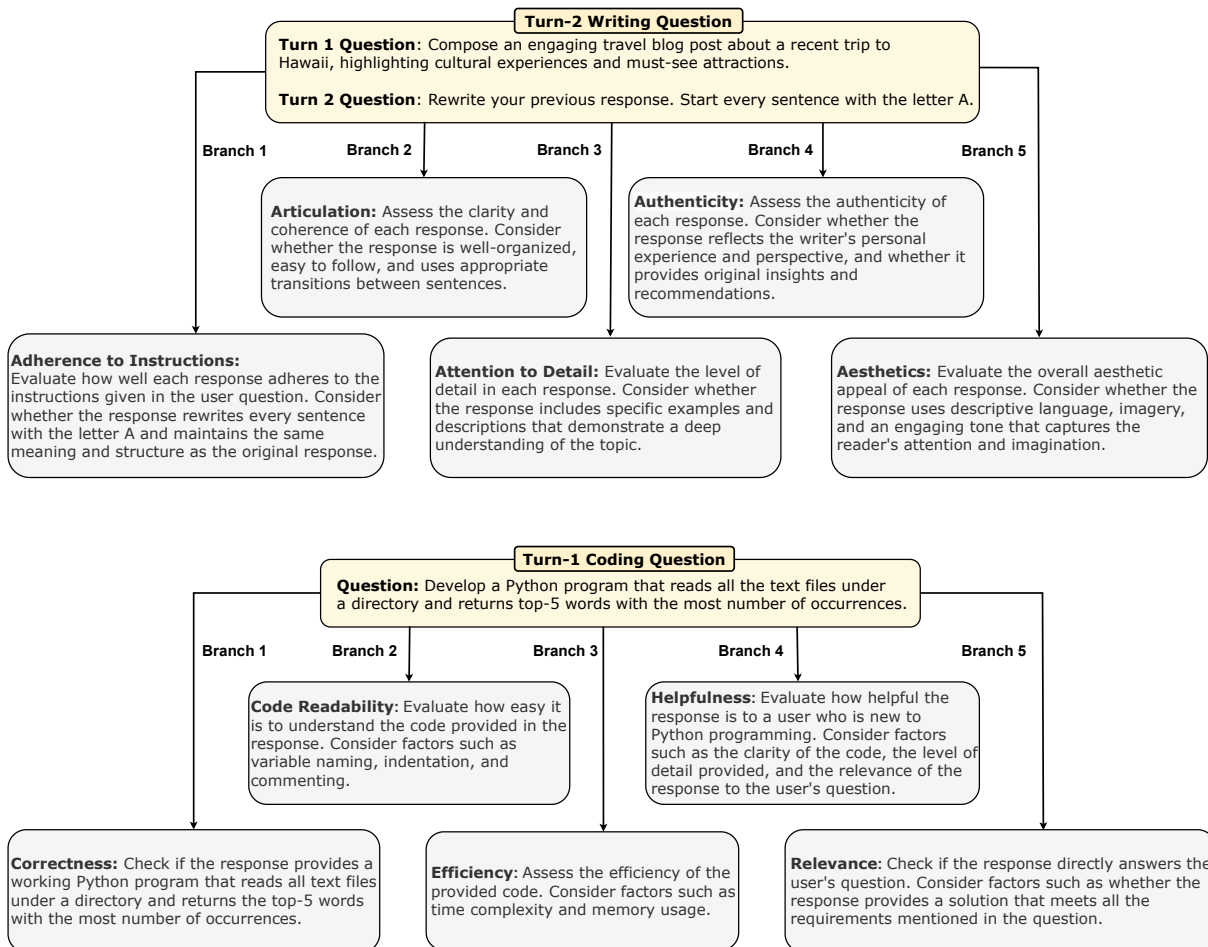 Turn-2 Writing Question
Turn 1 Question: Compose an engaging travel blog post about a recent trip to
Hawaii, highlighting cultural experiences and must-see attractions.
Turn 2 Question: Rewrite your previous response. Start every sentence with the letter A.
Branch 1
Branch 2
Branch 3
Branch 4
Branch 5
Articulation: Assess the clarity and
coherence of each response. Consider
whether the response is well-organized,
easy to follow, and uses appropriate
transitions between sentences.
Authenticity: Assess the authenticity of
each response. Consider whether the
response reflects the writer's personal
experience and perspective, and whether it
provides original insights and
recommendations.
Adherence to Instructions:
Evaluate how well each response adheres to the
instructions given in the user question. Consider
whether the response rewrites every sentence
with the letter A and maintains the same
meaning and structure as the original response.
Attention to Detail: Evaluate the level of
detail in each response. Consider whether
the response includes specific examples and
descriptions that demonstrate a deep
understanding of the topic.
Aesthetics: Evaluate the overall aesthetic
appeal of each response. Consider whether the
response uses descriptive language, imagery,
and an engaging tone that captures the
reader's attention and imagination.
Turn-1 Coding Question
Question: Develop a Python program that reads all the text files under
a directory and returns top-5 words with the most number of occurrences.
Branch 1
Branch 2
Branch 3
Branch 4
Branch 5
Code Readability: Evaluate how easy it
is to understand the code provided in the
response. Consider factors such as
variable naming, indentation, and
commenting.
Helpfulness: Evaluate how helpful the
response is to a user who is new to
Python programming. Consider factors
such as the clarity of the code, the level of
detail provided, and the relevance of the
response to the user's question.
Correctness: Check if the response provides a
working Python program that reads all text files
under a directory and returns the top-5 words
with the most number of occurrences.
Efficiency: Assess the efficiency of the
provided code. Consider factors such as
time complexity and memory usage.
Relevance: Check if the response directly answers the
user's question. Consider factors such as whether the
response provides a solution that meets all the
requirements mentioned in the question.